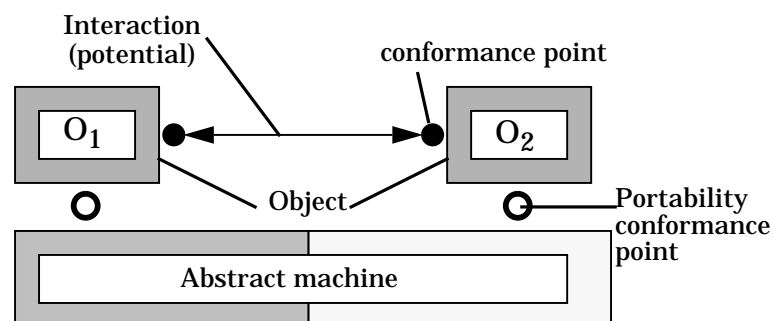 Interaction
(potential)
conformance point
O1
O2
Object
Portability
conformance
point
Abstract machine